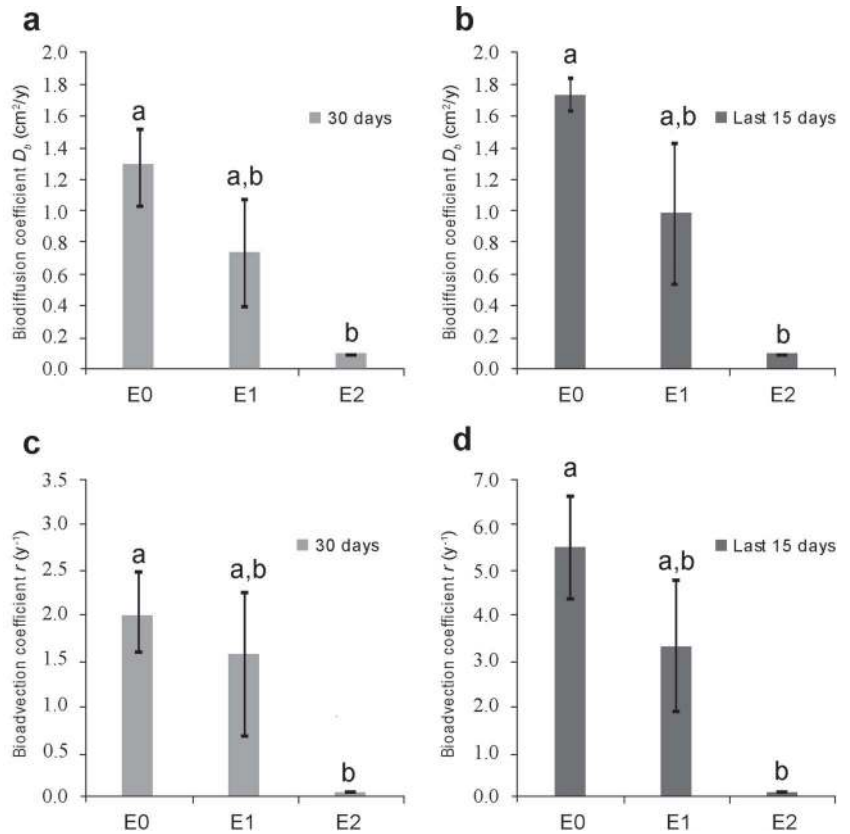 a
Biodiffusion coefficient D_b (cm²/y)
2.0
1.8
1.6
1.4
1.2
1.0
0.8
0.6
0.4
0.2
0.0
a
a,b
b
30 days
E0 E1 E2
b
Biodiffusion coefficient D_b (cm²/y)
2.0
1.8
1.6
1.4
1.2
1.0
0.8
0.6
0.4
0.2
0.0
a
a,b
b
Last 15 days
E0 E1 E2
c
Bioadvection coefficient r (y⁻¹)
3.5
3.0
2.5
2.0
1.5
1.0
0.5
0.0
a
a,b
b
30 days
E0 E1 E2
d
Bioadvection coefficient r (y⁻¹)
7.0
6.0
5.0
4.0
3.0
2.0
1.0
0.0
a
a,b
b
Last 15 days
E0 E1 E2